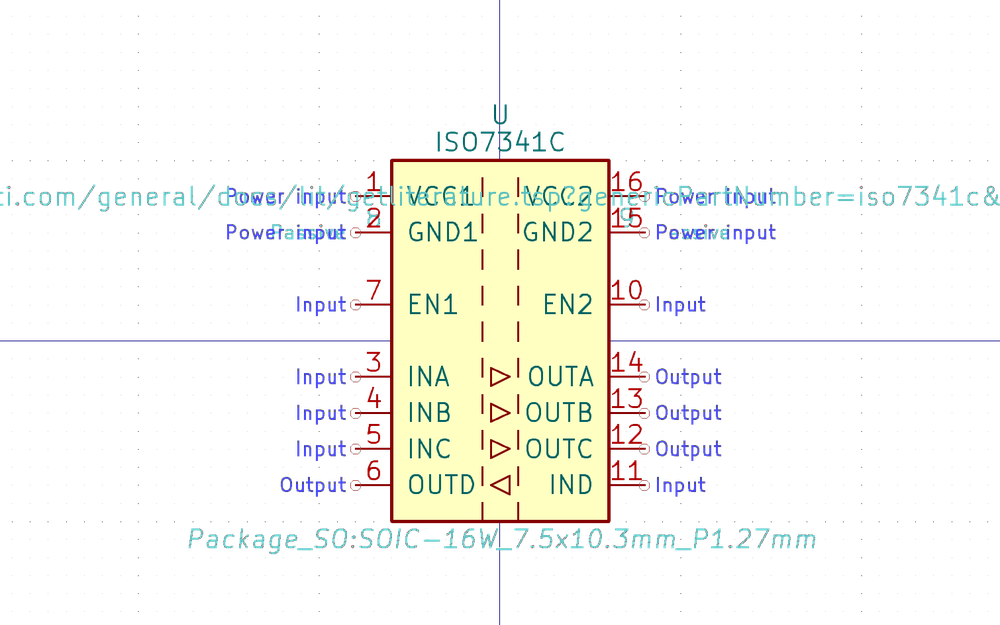 U
ISO7341C
1 16
ti.com/general/docs/lit/getliterature.tsp?genericPartNumber=iso7341c&
Power input VCC1 VCC2 Power input
8 9
2 15
Power input Passive GND1 GND2 Power input Passive
7 10
Input EN1 EN2 Input
3 14
Input INA OUTA Output
4 13
Input INB OUTB Output
5 12
Input INC OUTC Output
6 11
Output OUTD IND Input
Package_SO:SOIC-16W_7.5x10.3mm_P1.27mm